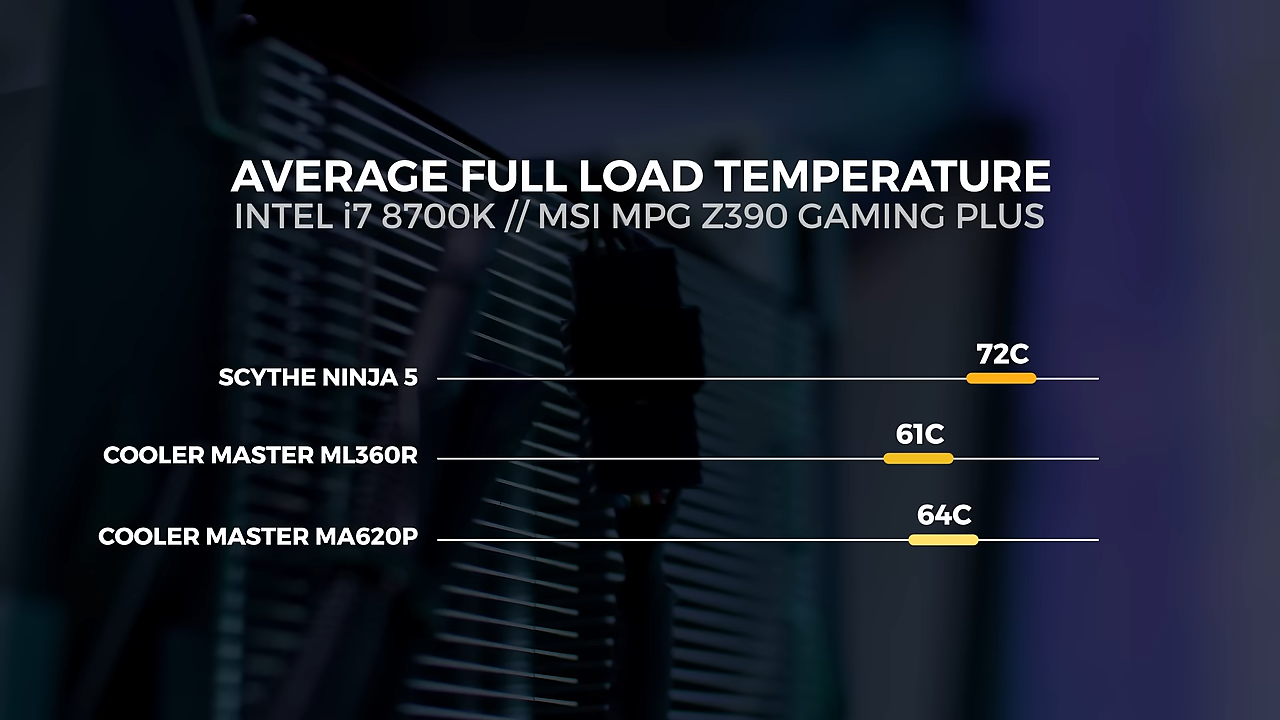 AVERAGE FULL LOAD TEMPERATURE
INTEL i7 8700K // MSI MPG Z390 GAMING PLUS
SCYTHE NINJA 5 72C
COOLER MASTER ML360R 61C
COOLER MASTER MA620P 64C